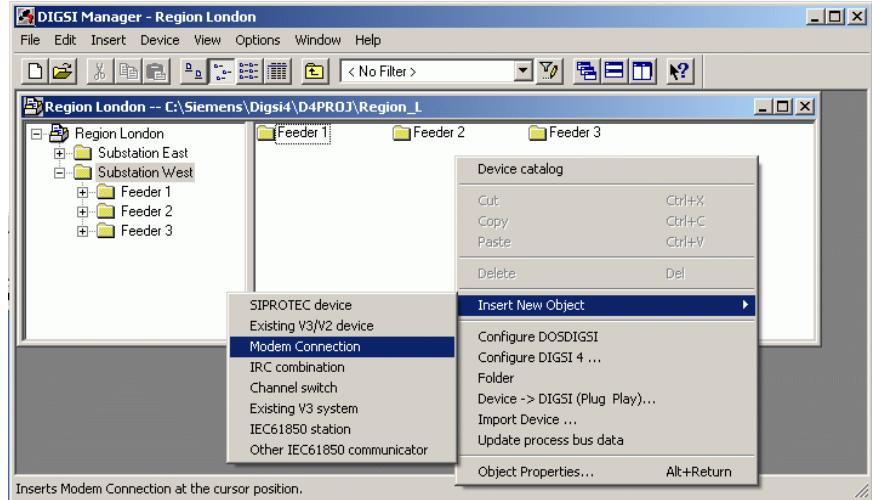 DIGSI Manager - Region London
File Edit Insert Device View Options Window Help
< No Filter >
Region London -- C:\Siemens\Digsi4\D4PROJ\Region_L
Region London
Substation East
Substation West
Feeder 1
Feeder 2
Feeder 3
Feeder 1 Feeder 2 Feeder 3
Device catalog
Cut Ctrl+X
Copy Ctrl+C
Paste Ctrl+V
Delete Del
Insert New Object
Configure DOSDIGSI
Configure DIGSI 4 ...
Folder
Device -> DIGSI (Plug Play)...
Import Device ...
Update process bus data
Object Properties... Alt+Return
SIPROTEC device
Existing V3/V2 device
Modem Connection
IRC combination
Channel switch
Existing V3 system
IEC61850 station
Other IEC61850 communicator
Inserts Modem Connection at the cursor position.